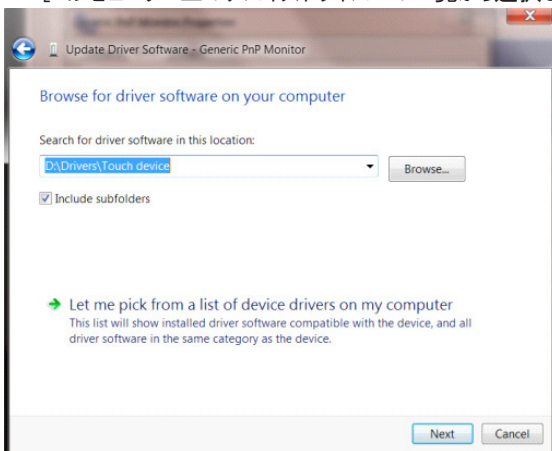 Update Driver Software - Generic PnP Monitor
Browse for driver software on your computer
Search for driver software in this location:
D:\Drivers\Touch device
Browse...
Include subfolders
Let me pick from a list of device drivers on my computer
This list will show installed driver software compatible with the device, and all
driver software in the same category as the device.
Next
Cancel